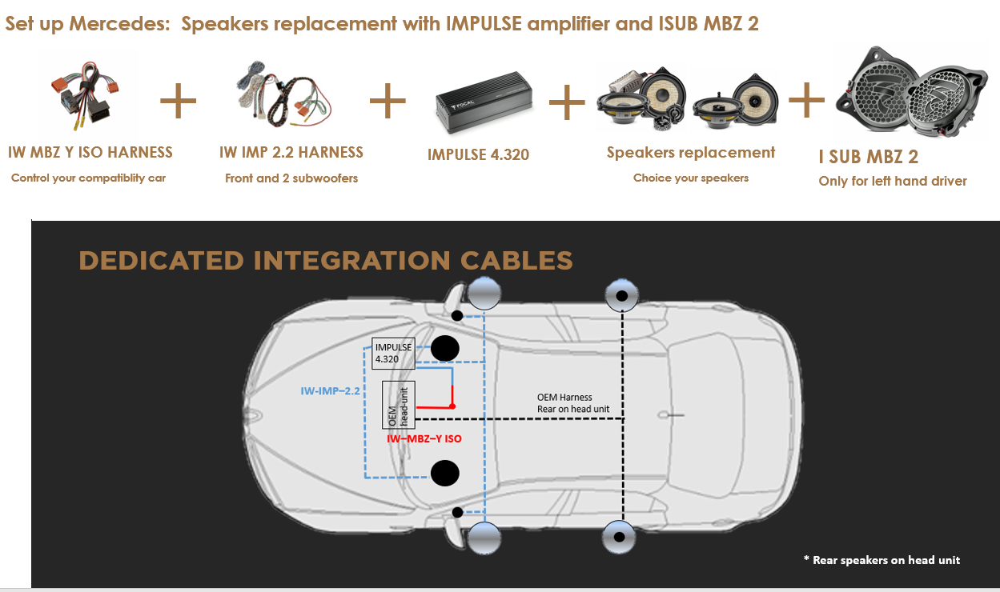 Set up Mercedes: Speakers replacement with IMPULSE amplifier and ISUB MBZ 2
FOCAL
IW MBZ Y ISO HARNESS
IW IMP 2.2 HARNESS
IMPULSE 4.320
Speakers replacement
I SUB MBZ 2
Control your compatiblity car
Front and 2 subwoofers
Choice your speakers
Only for left hand driver
DEDICATED INTEGRATION CABLES
IMPULSE
4.320
IW-IMP–2.2
OEM
head-unit
OEM Harness
Rear on head unit
IW–MBZ–Y ISO
* Rear speakers on head unit